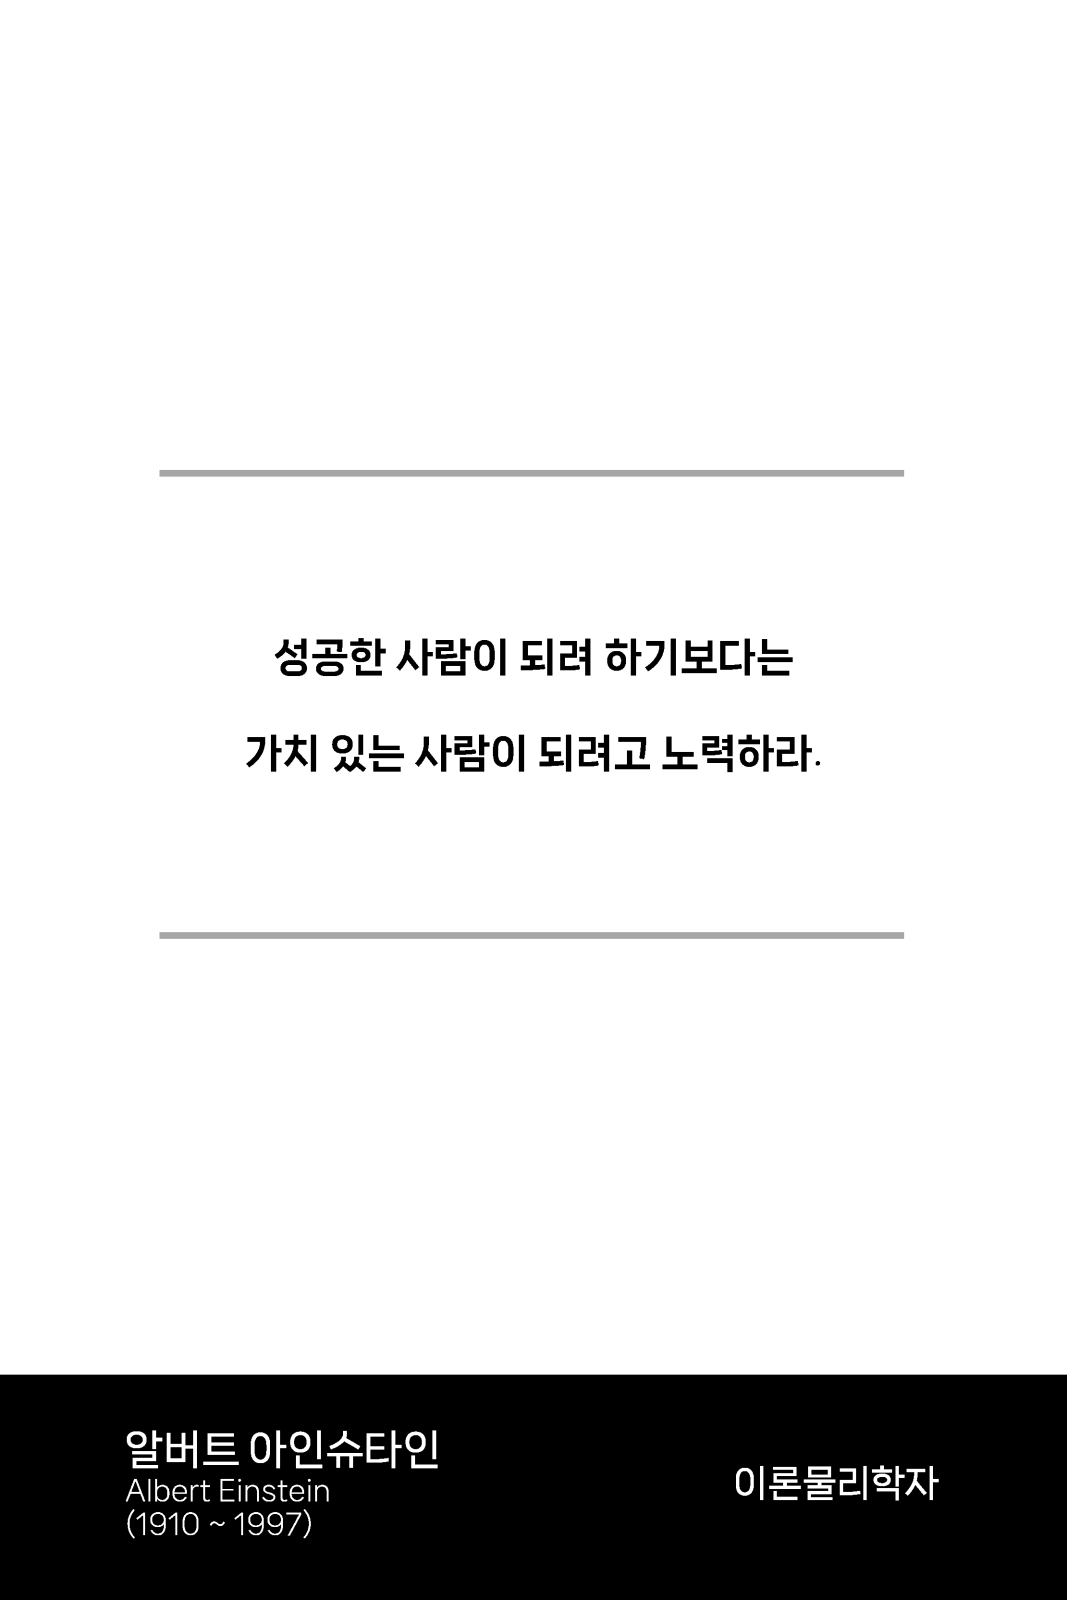 성공한 사람이 되려 하기보다는
가치 있는 사람이 되려고 노력하라.
알버트 아인슈타인
Albert Einstein
(1910 ~ 1997)
이론물리학자